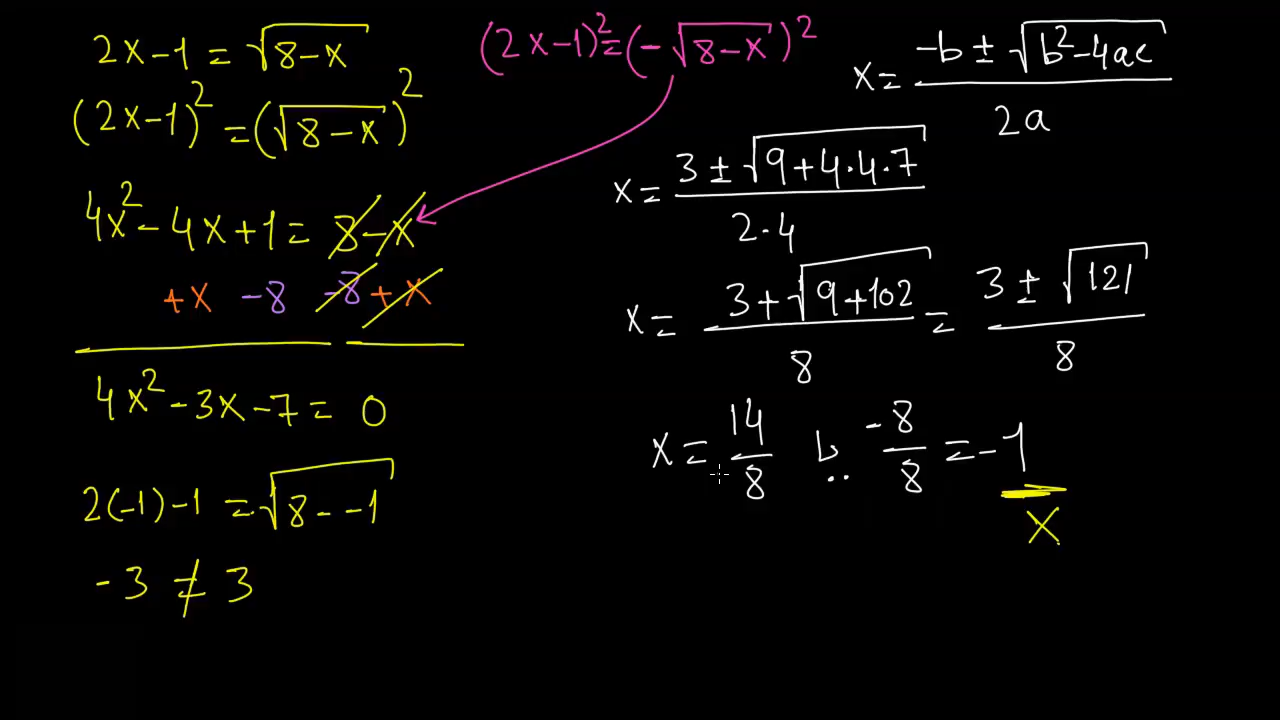 2x-1 = √(8-x)
(2x-1)² = (√(8-x))²
4x² - 4x + 1 = 8 - x
+x -8 -8 +x
4x² - 3x - 7 = 0
2(-1) - 1 = √(8 - -1)
-3 ≠ 3
(2x-1)² = (-√(8-x))²
x = (-b ± √(b² - 4ac)) / 2a
x = (3 ± √(9+4·4·7)) / 2·4
x = (3 + √(9+102)) / 8 = (3 ± √121) / 8
x = 14/8 يا -8/8 = -1
x